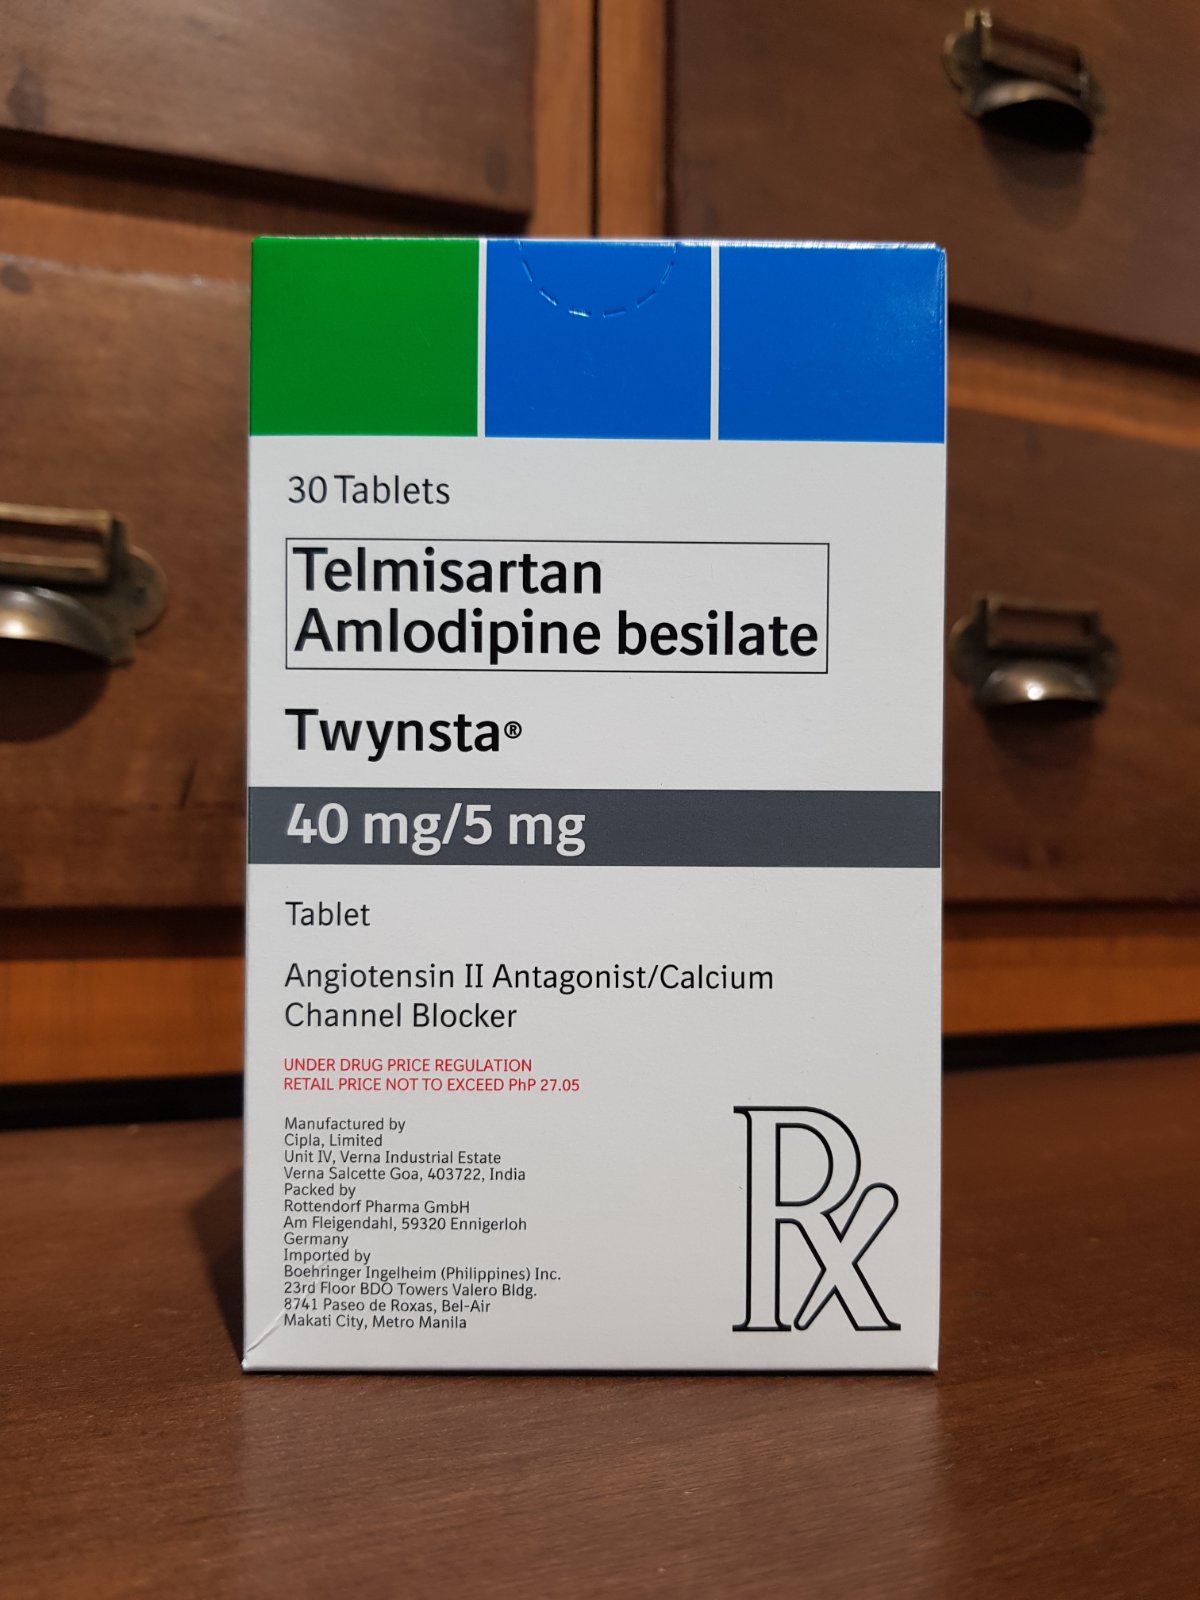 30 Tablets
Telmisartan
Amlodipine besilate
Twynsta®
40 mg/5 mg
Tablet
Angiotensin II Antagonist/Calcium
Channel Blocker
UNDER DRUG PRICE REGULATION
RETAIL PRICE NOT TO EXCEED PhP 27.05
Manufactured by
Cipla, Limited
Unit IV, Verna Industrial Estate
Verna Salcette Goa, 403722, India
Packed by
Rottendorf Pharma GmbH
Am Fleigendahl, 59320 Ennigerloh
Germany
Imported by
Boehringer Ingelheim (Philippines) Inc.
23rd Floor BDO Towers Valero Bldg.
8741 Paseo de Roxas, Bel-Air
Makati City, Metro Manila
Rx